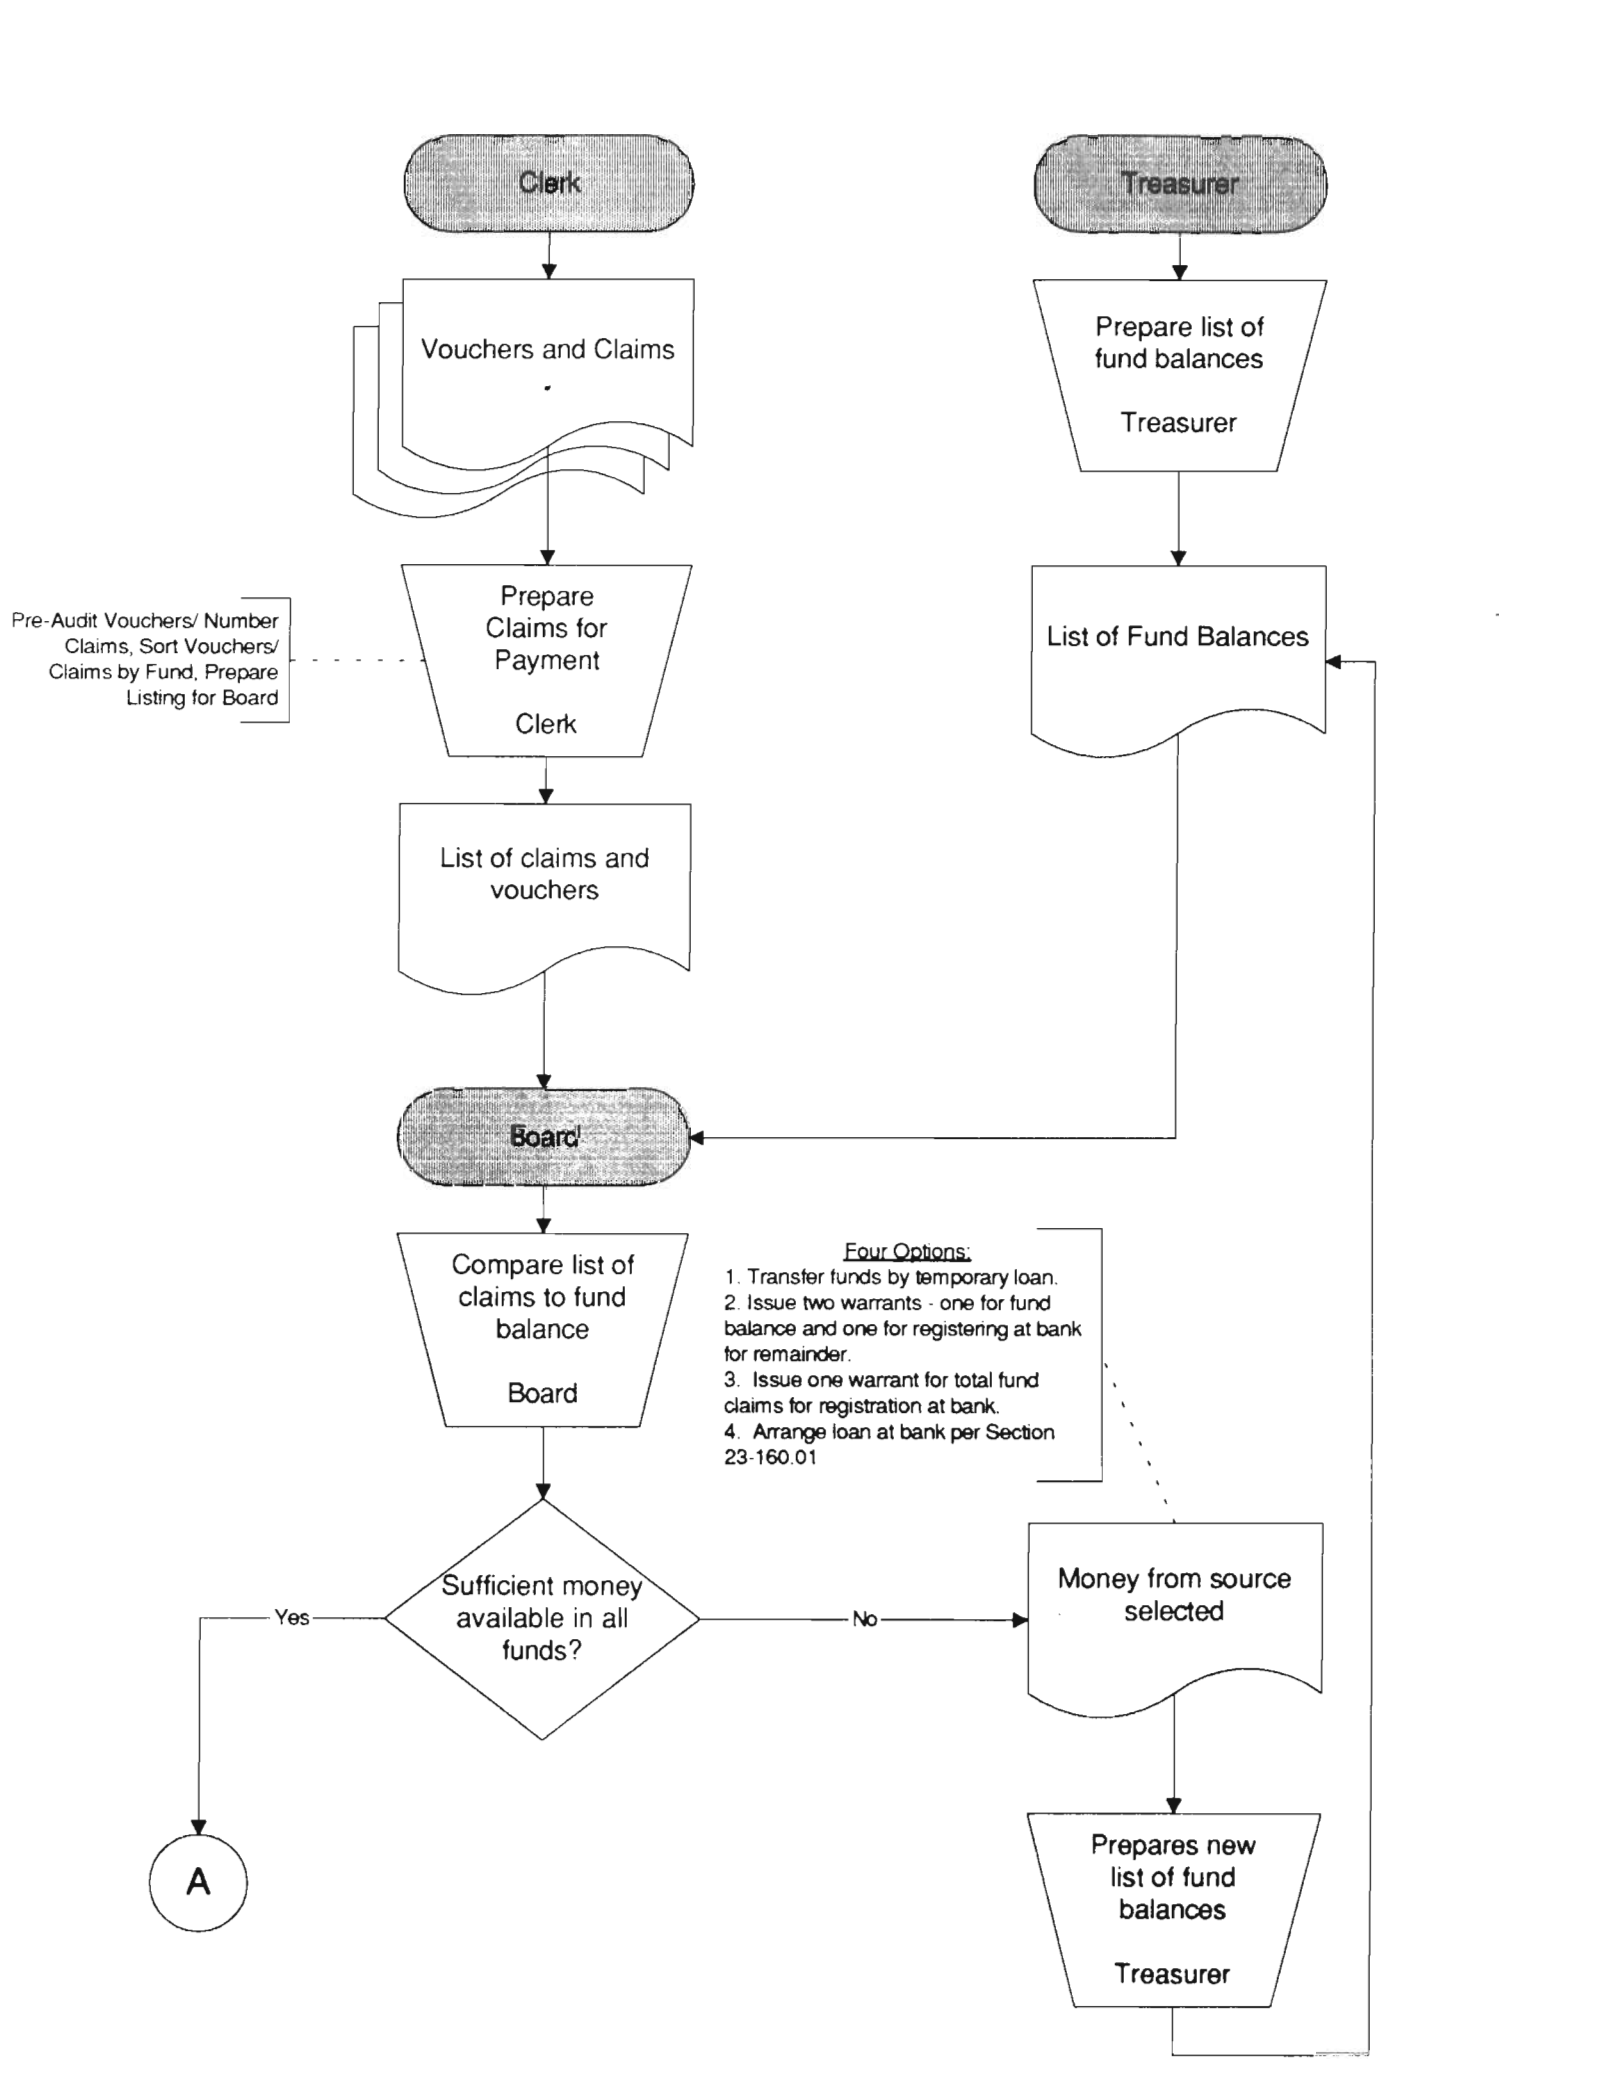 Clerk
Treasurer
Vouchers and Claims
Prepare list of
fund balances
Treasurer
Pre-Audit Vouchers/ Number
Claims, Sort Vouchers/
Claims by Fund, Prepare
Listing for Board
Prepare
Claims for
Payment
Clerk
List of Fund Balances
List of claims and
vouchers
Board
Compare list of
claims to fund
balance
Board
Four Options:
1. Transfer funds by temporary loan.
2. Issue two warrants - one for fund
balance and one for registering at bank
for remainder.
3. Issue one warrant for total fund
claims for registration at bank.
4. Arrange loan at bank per Section
23-160.01
Sufficient money
available in all
funds?
Yes
No
Money from source
selected
A
Prepares new
list of fund
balances
Treasurer